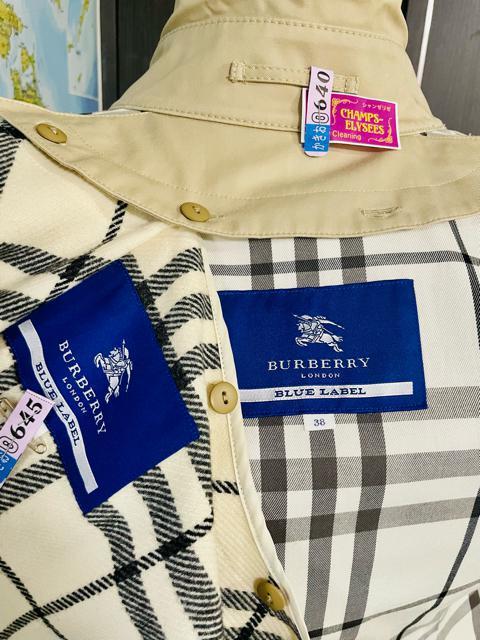 640
シャンゼリゼ
CHAMPS-
ELYSEES
Cleaning
BURBERRY
LONDON
BLUE LABEL
38
BURBERRY
LONDON
BLUE LABEL
645